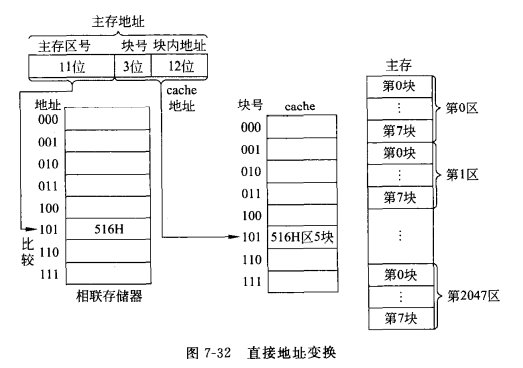 主存地址
主存区号 块号 块内地址
11位 3位 12位
cache
地址
地址
000
001
010
011
100
101 516H
110
111
比较
相联存储器
块号 cache
000
001
010
011
100
101 516H区5块
110
111
主存
第0块
⋮
第7块
第0区
第0块
⋮
第7块
第1区
⋮
第0块
⋮
第7块
第2047区
图 7-32 直接地址变换